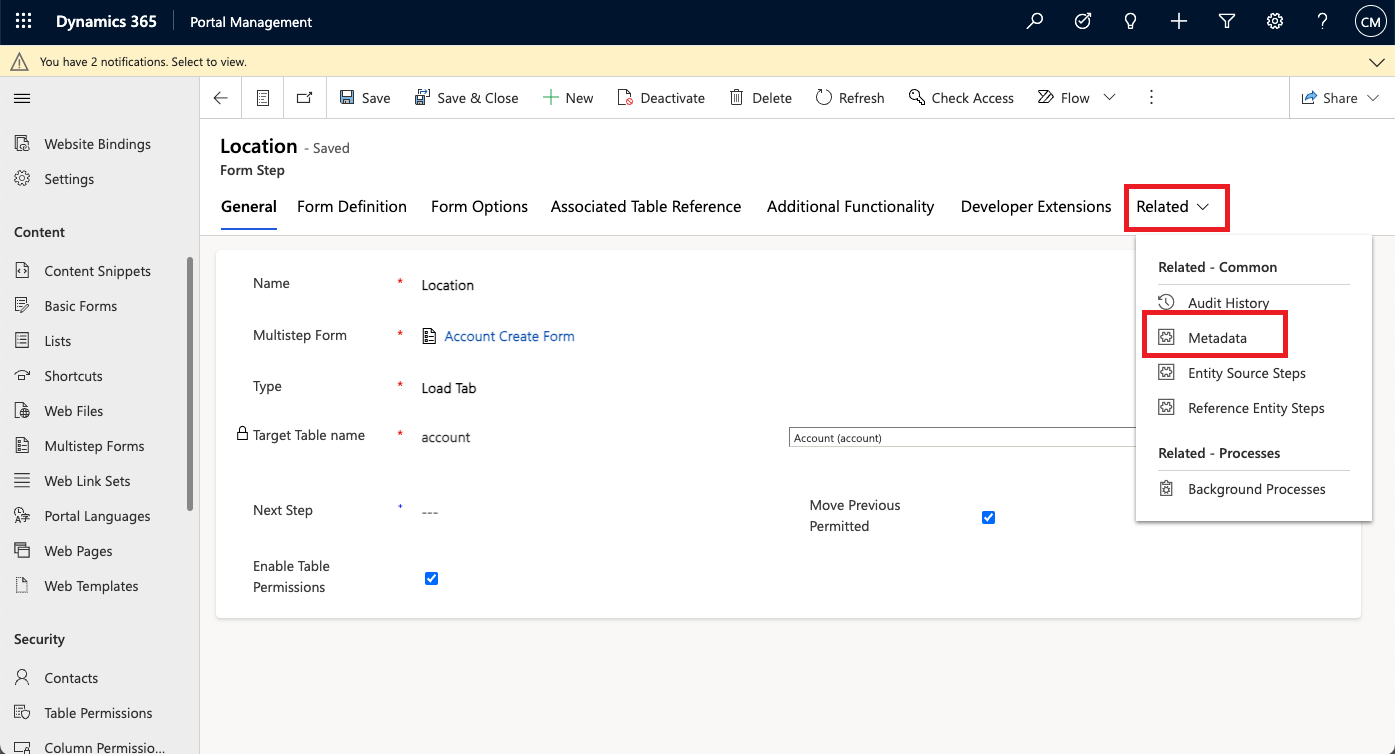 Dynamics 365 Portal Management CM
You have 2 notifications. Select to view.
Save Save & Close New Deactivate Delete Refresh Check Access Flow Share
Website Bindings
Settings
Content
Content Snippets
Basic Forms
Lists
Shortcuts
Web Files
Multistep Forms
Web Link Sets
Portal Languages
Web Pages
Web Templates
Security
Contacts
Table Permissions
Column Permissio...
Location - Saved
Form Step
General Form Definition Form Options Associated Table Reference Additional Functionality Developer Extensions Related
Name * Location
Multistep Form * Account Create Form
Type * Load Tab
Target Table name * account Account (account)
Next Step + ---
Move Previous
Permitted
Enable Table
Permissions
Related - Common
Audit History
Metadata
Entity Source Steps
Reference Entity Steps
Related - Processes
Background Processes